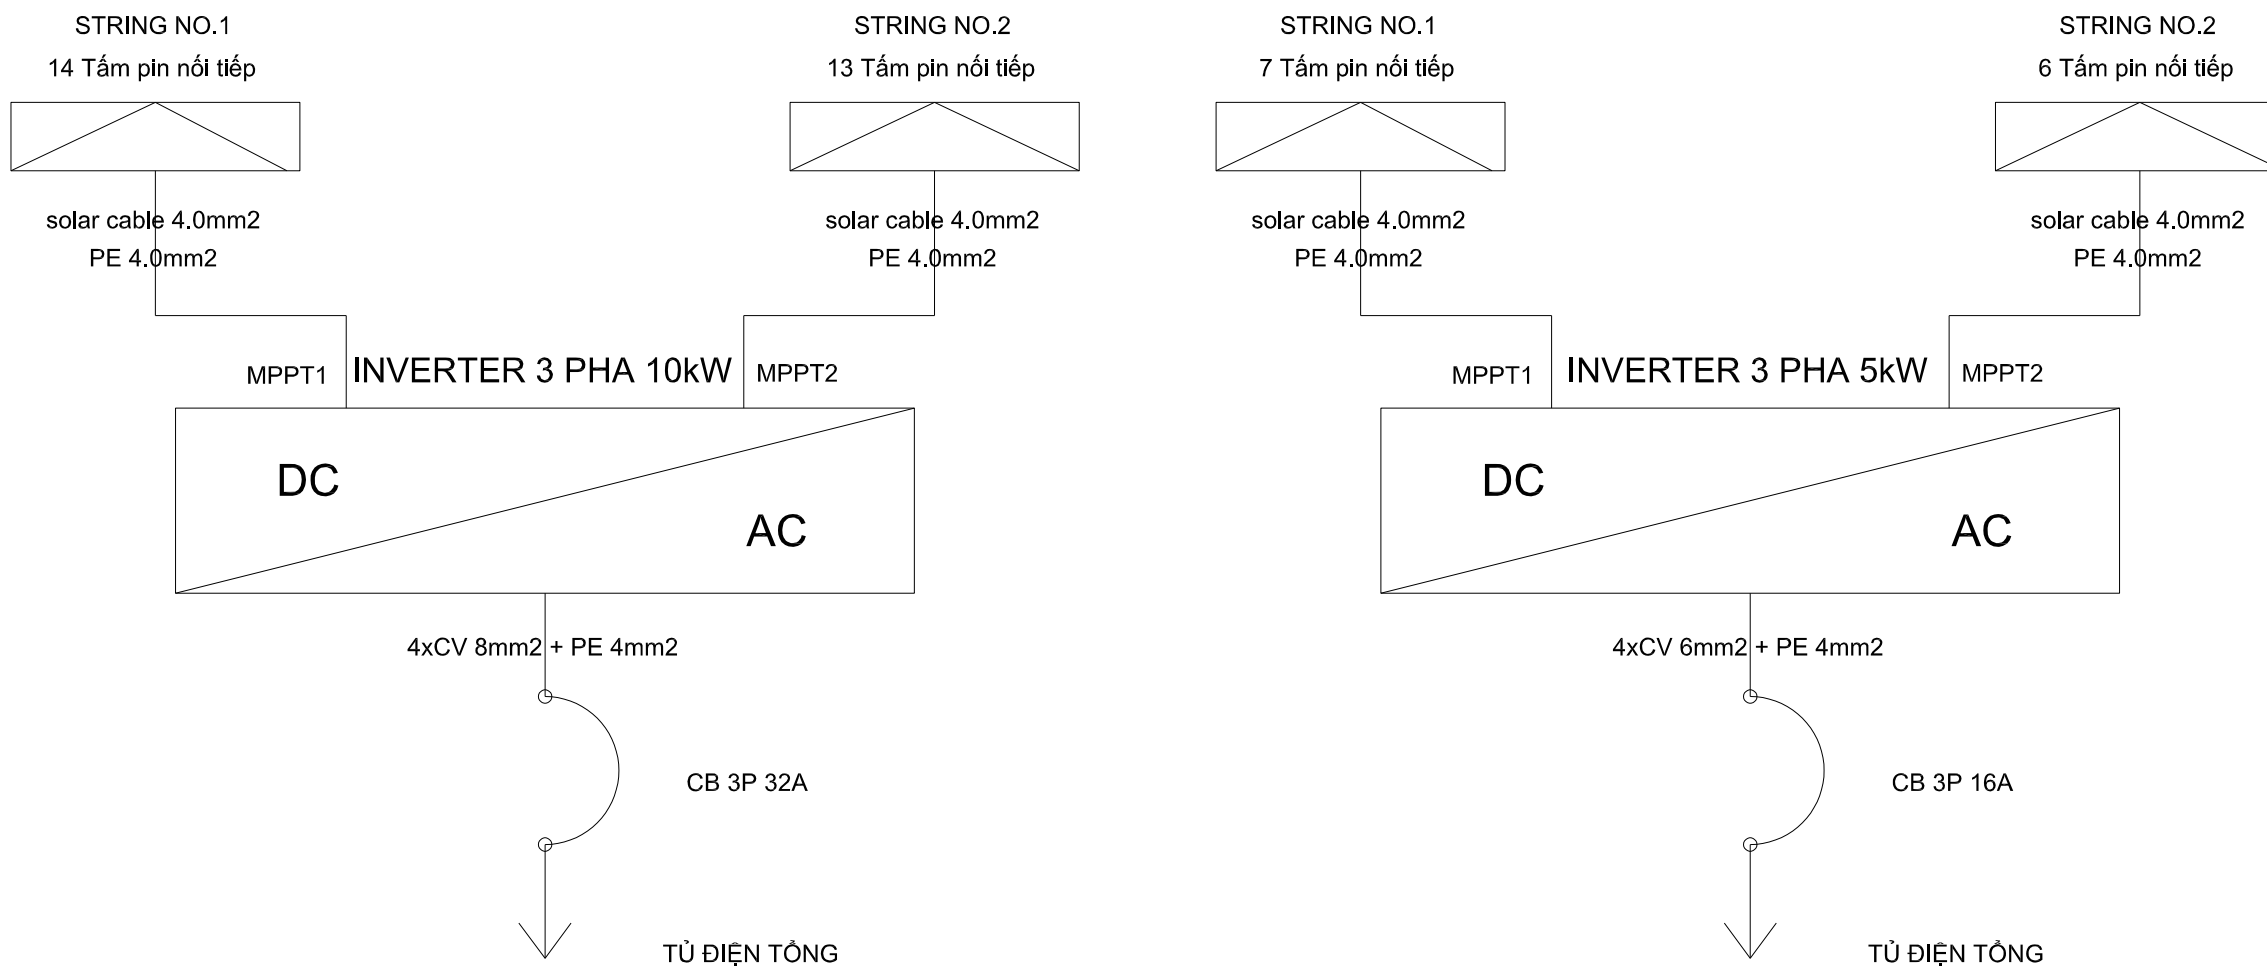 STRING NO.1
14 Tấm pin nối tiếp
solar cable 4.0mm2
PE 4.0mm2
STRING NO.2
13 Tấm pin nối tiếp
solar cable 4.0mm2
PE 4.0mm2
MPPT1
INVERTER 3 PHA 10kW
MPPT2
DC
AC
4xCV 8mm2 + PE 4mm2
CB 3P 32A
TỦ ĐIỆN TỔNG
STRING NO.1
7 Tấm pin nối tiếp
solar cable 4.0mm2
PE 4.0mm2
STRING NO.2
6 Tấm pin nối tiếp
solar cable 4.0mm2
PE 4.0mm2
MPPT1
INVERTER 3 PHA 5kW
MPPT2
DC
AC
4xCV 6mm2 + PE 4mm2
CB 3P 16A
TỦ ĐIỆN TỔNG